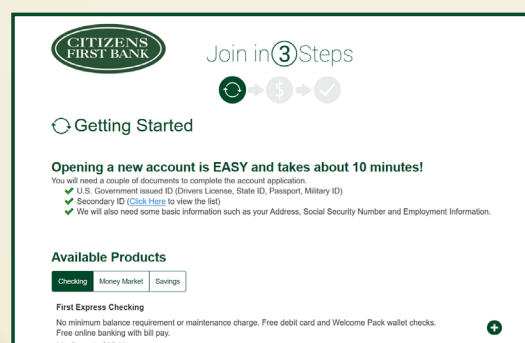 CITIZENS
FIRST BANK
Join in 3 Steps
$
Getting Started
Opening a new account is EASY and takes about 10 minutes!
You will need a couple of documents to complete the account application.
U.S. Government issued ID (Drivers License, State ID, Passport, Military ID)
Secondary ID (Click Here to view the list)
We will also need some basic information such as your Address, Social Security Number and Employment Information.
Available Products
Checking Money Market Savings
First Express Checking
No minimum balance requirement or maintenance charge. Free debit card and Welcome Pack wallet checks.
Free online banking with bill pay.